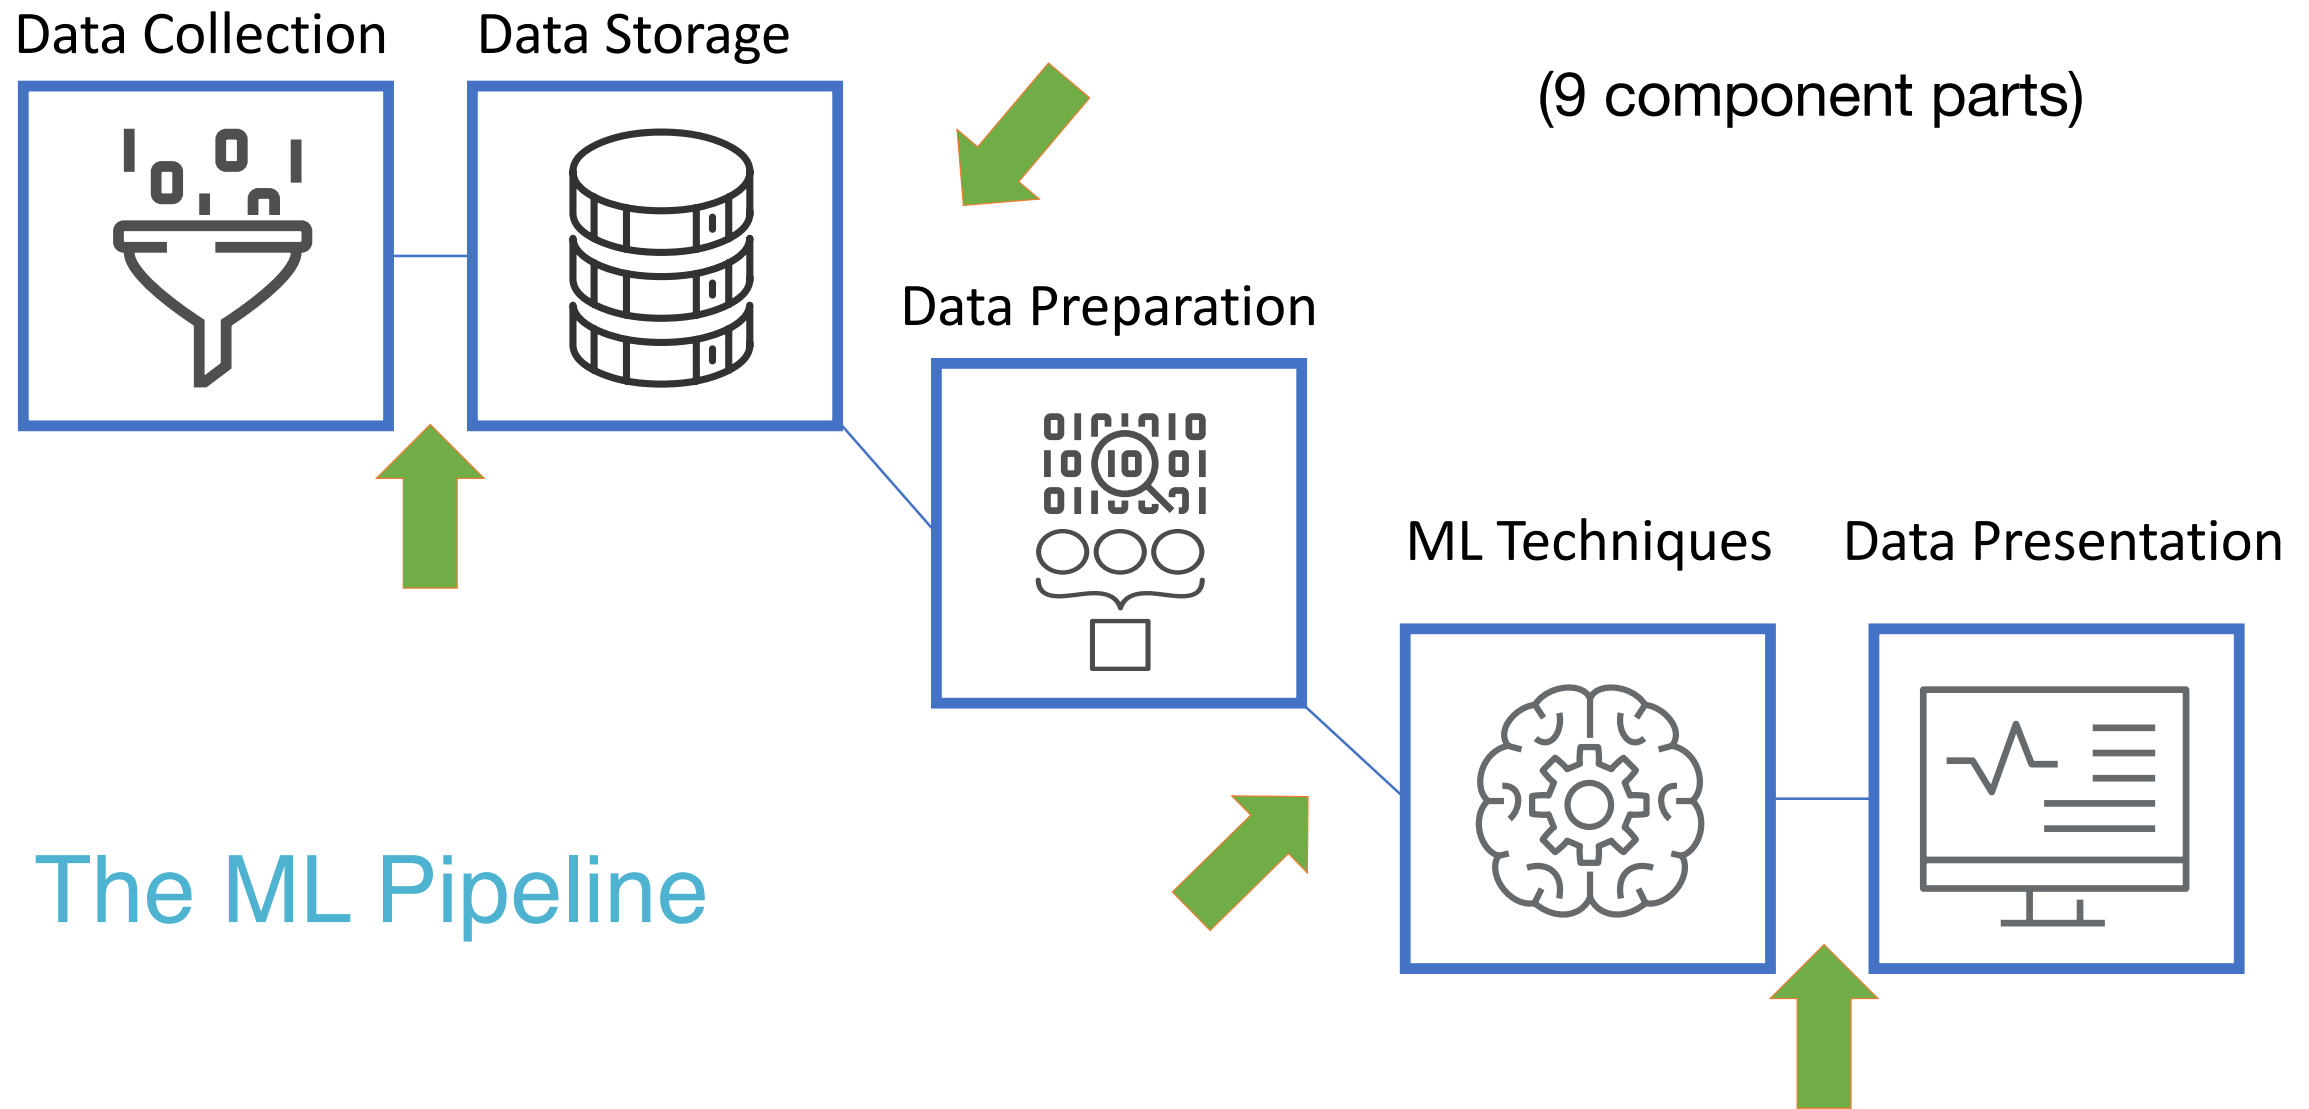 Data Collection
Data Storage
(9 component parts)
Data Preparation
ML Techniques
Data Presentation
The ML Pipeline